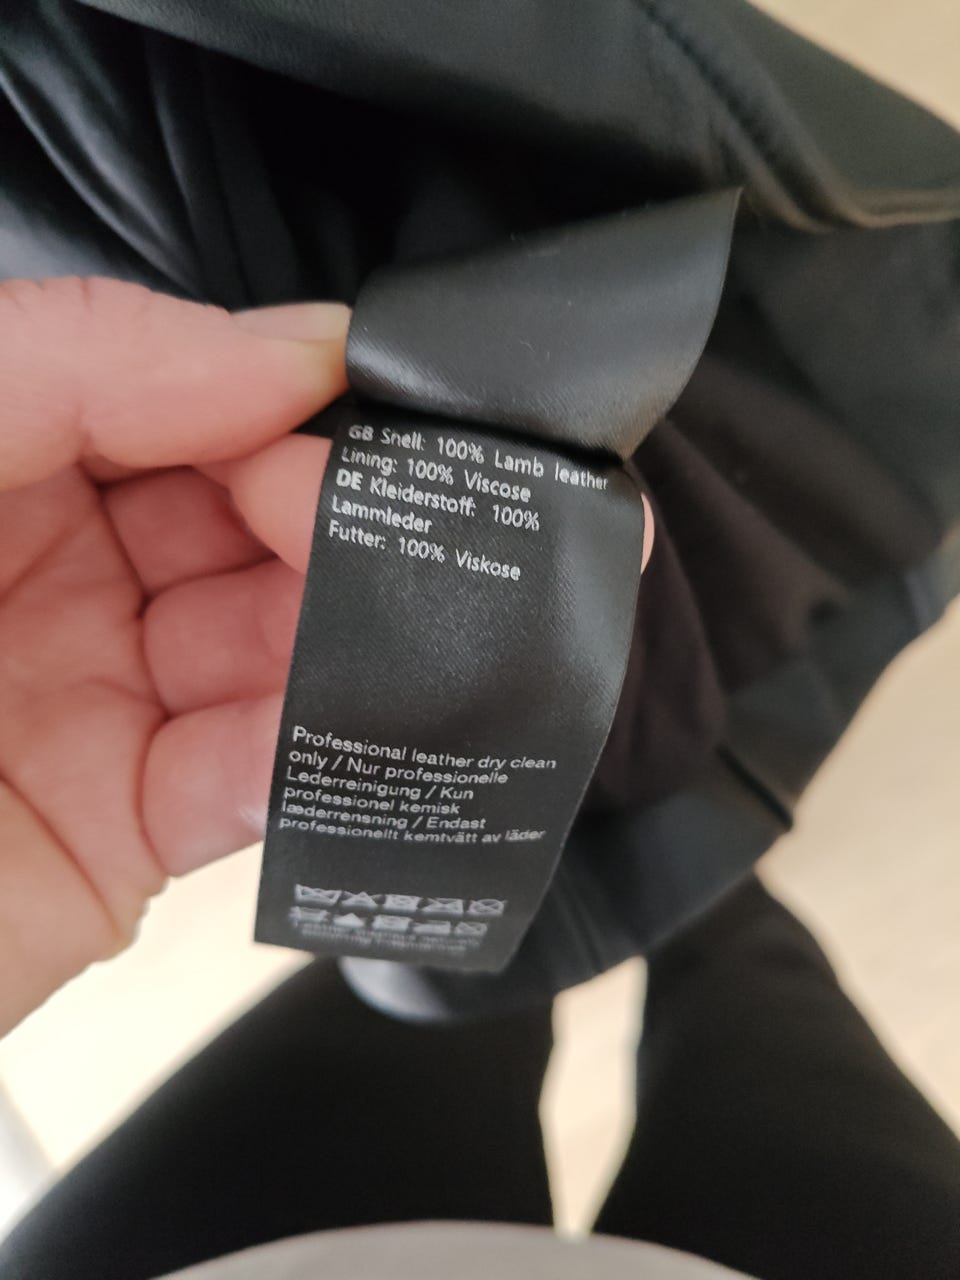 GB Shell: 100% Lamb leather
Lining: 100% Viscose
DE Kleiderstoff: 100%
Lammleder
Futter: 100% Viskose
Professional leather dry clean
only / Nur professionelle
Lederreinigung / Kun
professionel kemisk
læderrensning / Endast
professionellt kemtvätt av läder